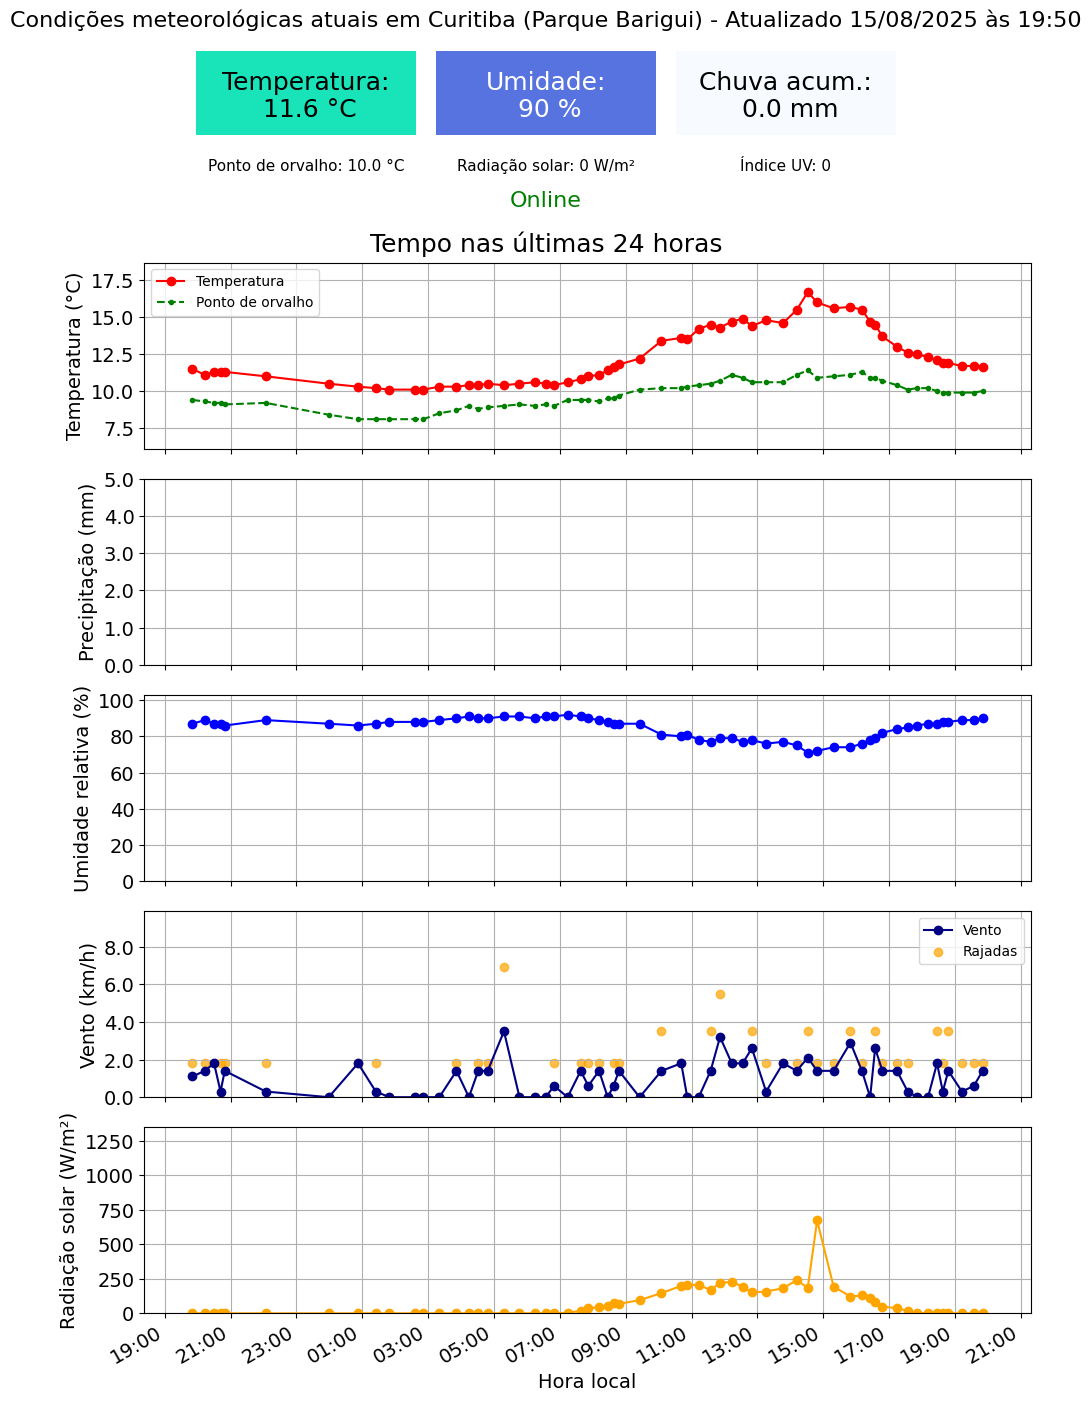 Condições meteorológicas atuais em Curitiba (Parque Barigui) - Atualizado 15/08/2025 às 19:50
Temperatura:
11.6 °C
Umidade:
90 %
Chuva acum.:
0.0 mm
Ponto de orvalho: 10.0 °C
Radiação solar: 0 W/m²
Índice UV: 0
Online
Tempo nas últimas 24 horas
Temperatura (°C)
17.5
15.0
12.5
10.0
7.5
Temperatura
Ponto de orvalho
Precipitação (mm)
5.0
4.0
3.0
2.0
1.0
0.0
Umidade relativa (%)
100
80
60
40
20
0
Vento (km/h)
8.0
6.0
4.0
2.0
0.0
Vento
Rajadas
Radiação solar (W/m²)
1250
1000
750
500
250
0
19:00 21:00 23:00 01:00 03:00 05:00 07:00 09:00 11:00 13:00 15:00 17:00 19:00 21:00
Hora local